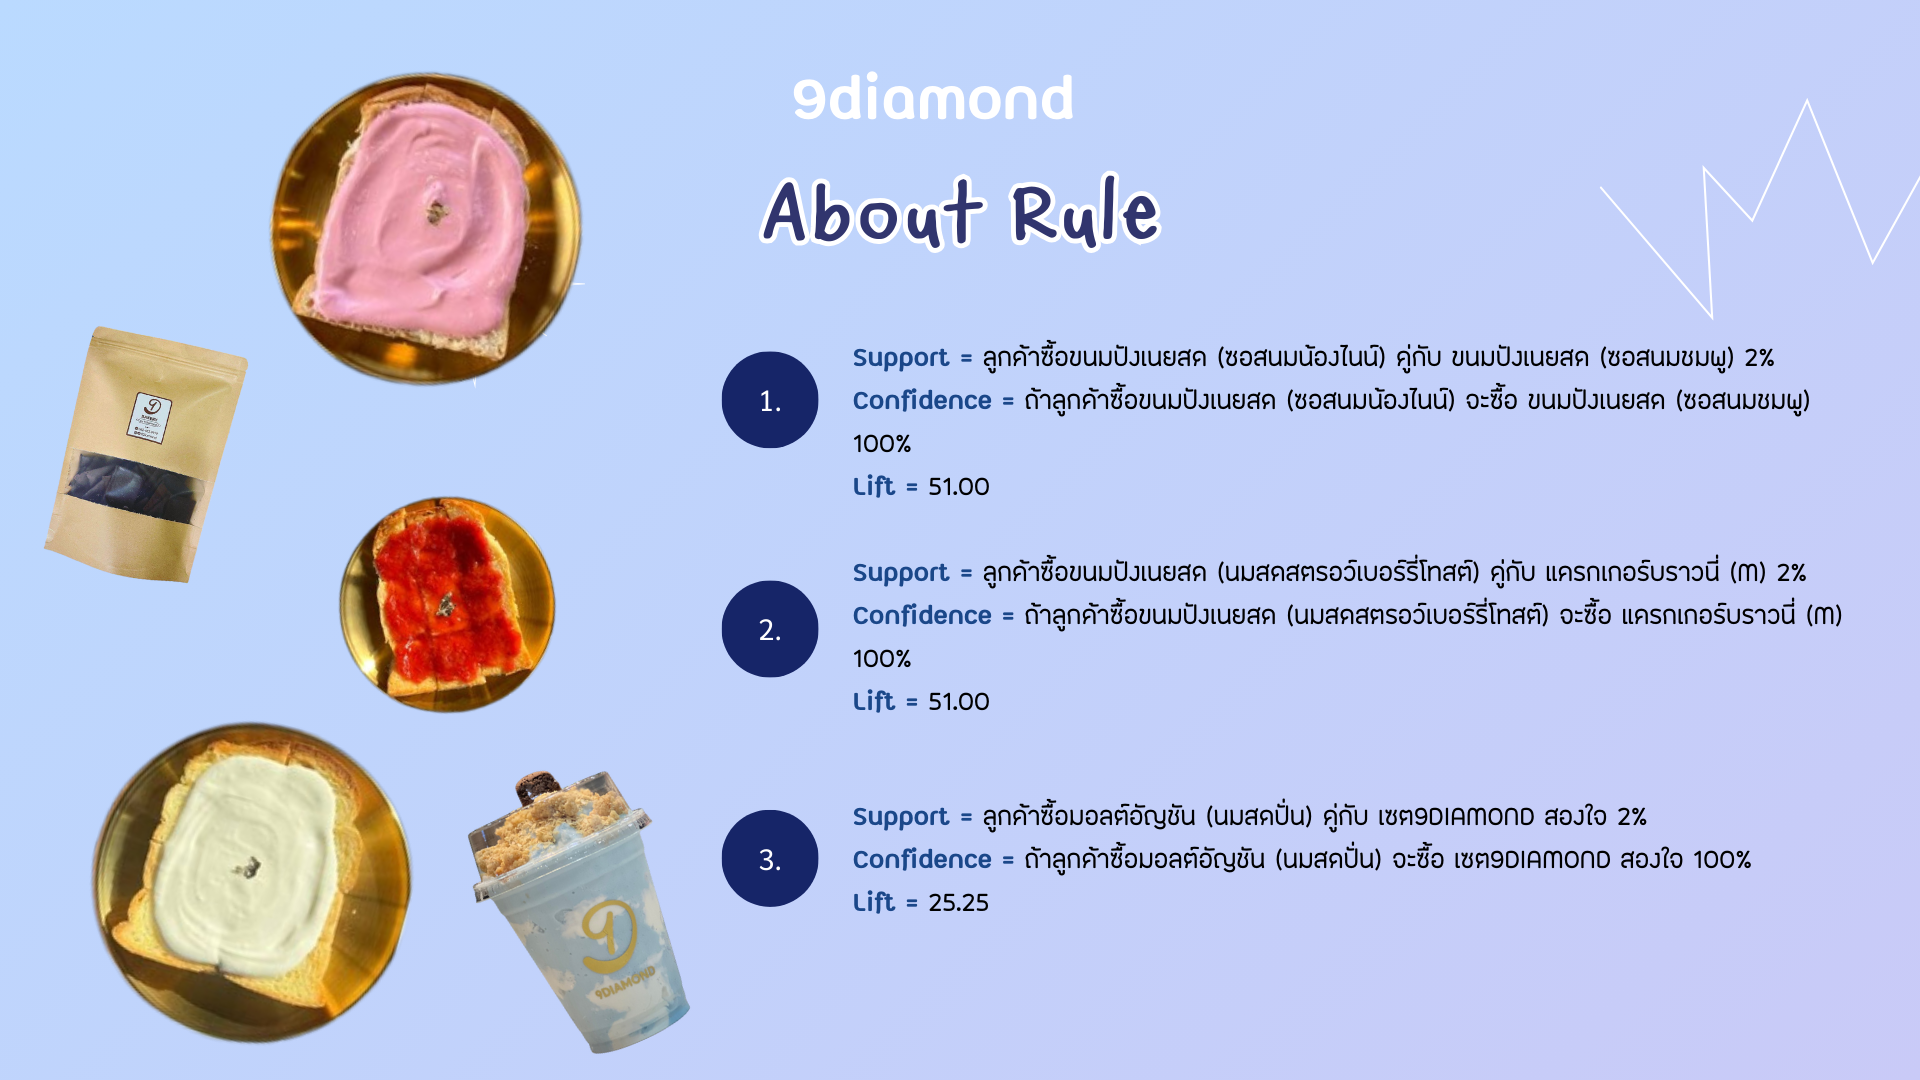 9diamond
About Rule
1.
Support = ลูกค้าซื้อขนมปังเนยสด (ซอสนมน้องไนน์) คู่กับ ขนมปังเนยสด (ซอสนมชมพู) 2%
Confidence = ถ้าลูกค้าซื้อขนมปังเนยสด (ซอสนมน้องไนน์) จะซื้อ ขนมปังเนยสด (ซอสนมชมพู)
100%
Lift = 51.00
2.
Support = ลูกค้าซื้อขนมปังเนยสด (นมสดสตรอว์เบอร์รี่โทสต์) คู่กับ แครกเกอร์บราวนี่ (M) 2%
Confidence = ถ้าลูกค้าซื้อขนมปังเนยสด (นมสดสตรอว์เบอร์รี่โทสต์) จะซื้อ แครกเกอร์บราวนี่ (M)
100%
Lift = 51.00
3.
Support = ลูกค้าซื้อมอลต์อัญชัน (นมสดปั่น) คู่กับ เซต9DIAMOND สองใจ 2%
Confidence = ถ้าลูกค้าซื้อมอลต์อัญชัน (นมสดปั่น) จะซื้อ เซต9DIAMOND สองใจ 100%
Lift = 25.25
9DIAMOND